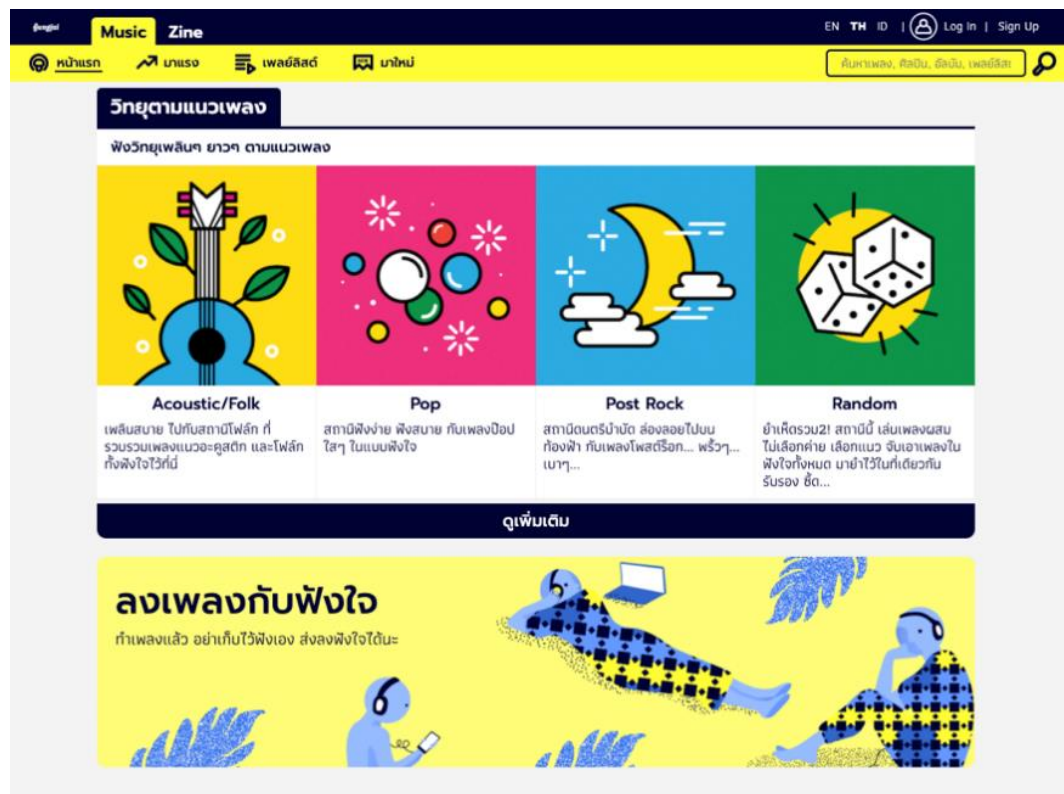 ฟังใจ
Music
Zine
EN TH ID | Log In | Sign Up
หน้าแรก
มาแรง
เพลย์ลิสต์
มาใหม่
ค้นหาเพลง, ศิลปิน, อัลบัม, เพลย์ลิสต
วิทยุตามแนวเพลง
ฟังวิทยุเพลินๆ ยาวๆ ตามแนวเพลง
Acoustic/Folk
เพลินสบาย ไปกับสถานีโฟล์ก ที่
รวบรวมเพลงแนวอะคูสติก และโฟล์ก
ทั้งฟังใจไว้ที่นี่
Pop
สถานีฟังง่าย ฟังสบาย กับเพลงป๊อป
ใสๆ ในแบบฟังใจ
Post Rock
สถานีดนตรีบำบัด ล่องลอยไปบน
ท้องฟ้า กับเพลงโพสต์ร็อก... พริ้วๆ...
เบาๆ...
Random
ยำเห็ดรวม2! สถานีนี้ เล่นเพลงผสม
ไม่เลือกค่าย เลือกแนว จับเอาเพลงใน
ฟังใจทั้งหมด มายำไว้ในที่เดียวกัน
รับรอง ซี้ด...
ดูเพิ่มเติม
ลงเพลงกับฟังใจ
ทำเพลงแล้ว อย่าเก็บไว้ฟังเอง ส่งลงฟังใจได้นะ